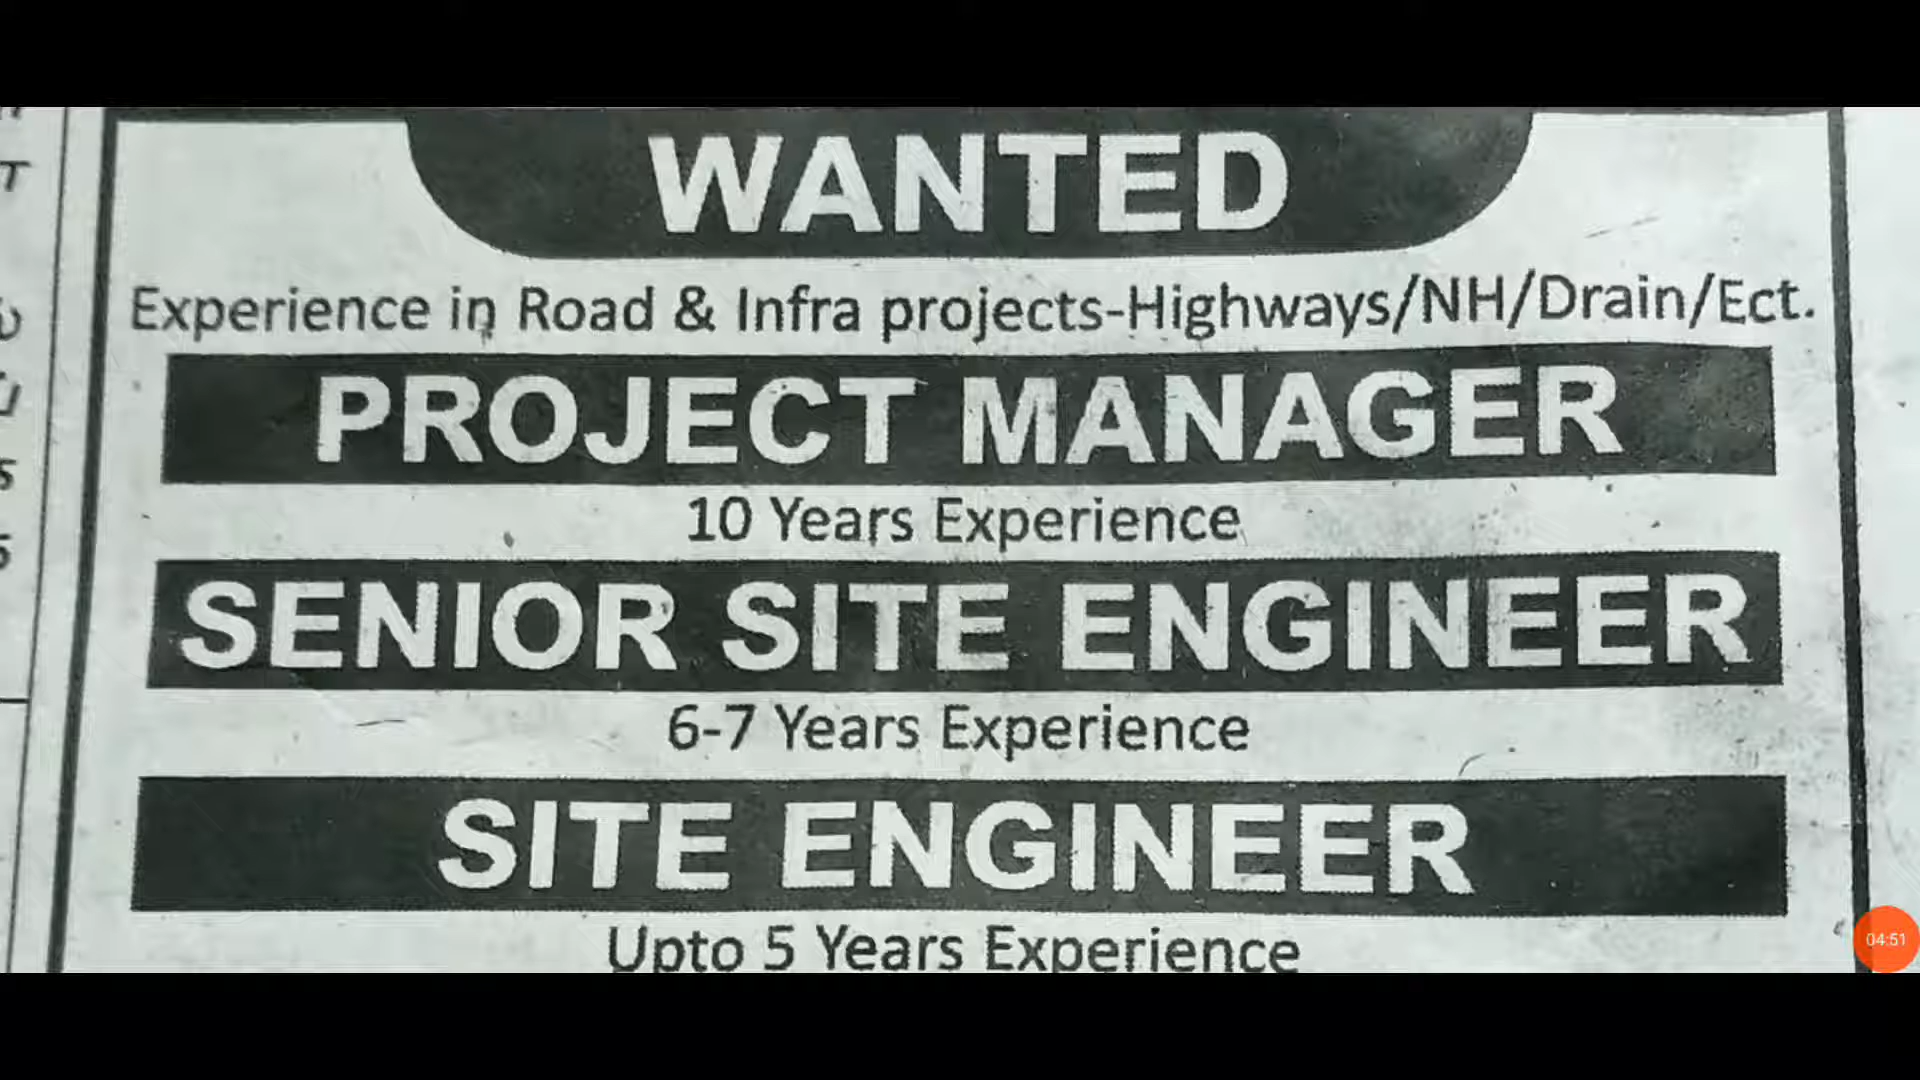 WANTED
Experience in Road & Infra projects-Highways/NH/Drain/Ect.
PROJECT MANAGER
10 Years Experience
SENIOR SITE ENGINEER
6-7 Years Experience
SITE ENGINEER
Upto 5 Years Experience
04:51